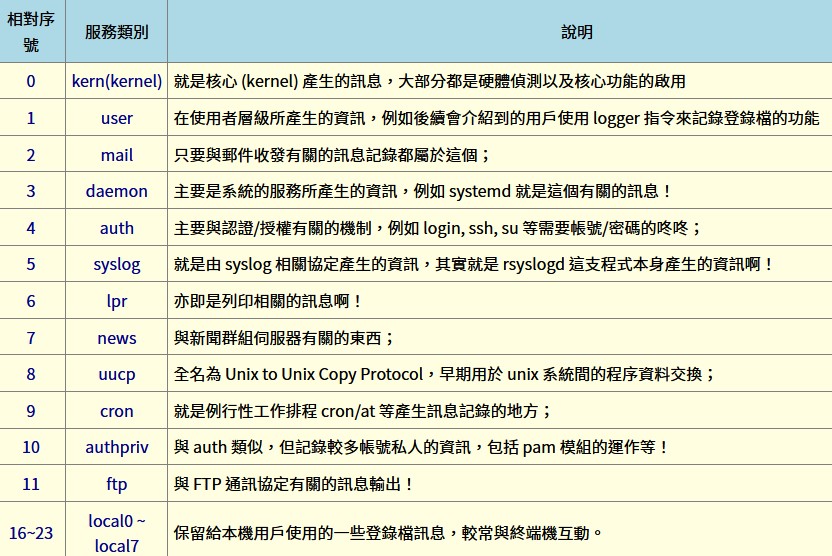 相對序號 服務類別 說明
0 kern(kernel) 就是核心 (kernel) 產生的訊息，大部分都是硬體偵測以及核心功能的啟用
1 user 在使用者層級所產生的資訊，例如後續會介紹到的用戶使用 logger 指令來記錄登錄檔的功能
2 mail 只要與郵件收發有關的訊息記錄都屬於這個；
3 daemon 主要是系統的服務所產生的資訊，例如 systemd 就是這個有關的訊息！
4 auth 主要與認證/授權有關的機制，例如 login, ssh, su 等需要帳號/密碼的咚咚；
5 syslog 就是由 syslog 相關協定產生的資訊，其實就是 rsyslogd 這支程式本身產生的資訊啊！
6 lpr 亦即是列印相關的訊息啊！
7 news 與新聞群組伺服器有關的東西；
8 uucp 全名為 Unix to Unix Copy Protocol，早期用於 unix 系統間的程序資料交換；
9 cron 就是例行性工作排程 cron/at 等產生訊息記錄的地方；
10 authpriv 與 auth 類似，但記錄較多帳號私人的資訊，包括 pam 模組的運作等！
11 ftp 與 FTP 通訊協定有關的訊息輸出！
16~23 local0 ~ local7 保留給本機用戶使用的一些登錄檔訊息，較常與終端機互動。